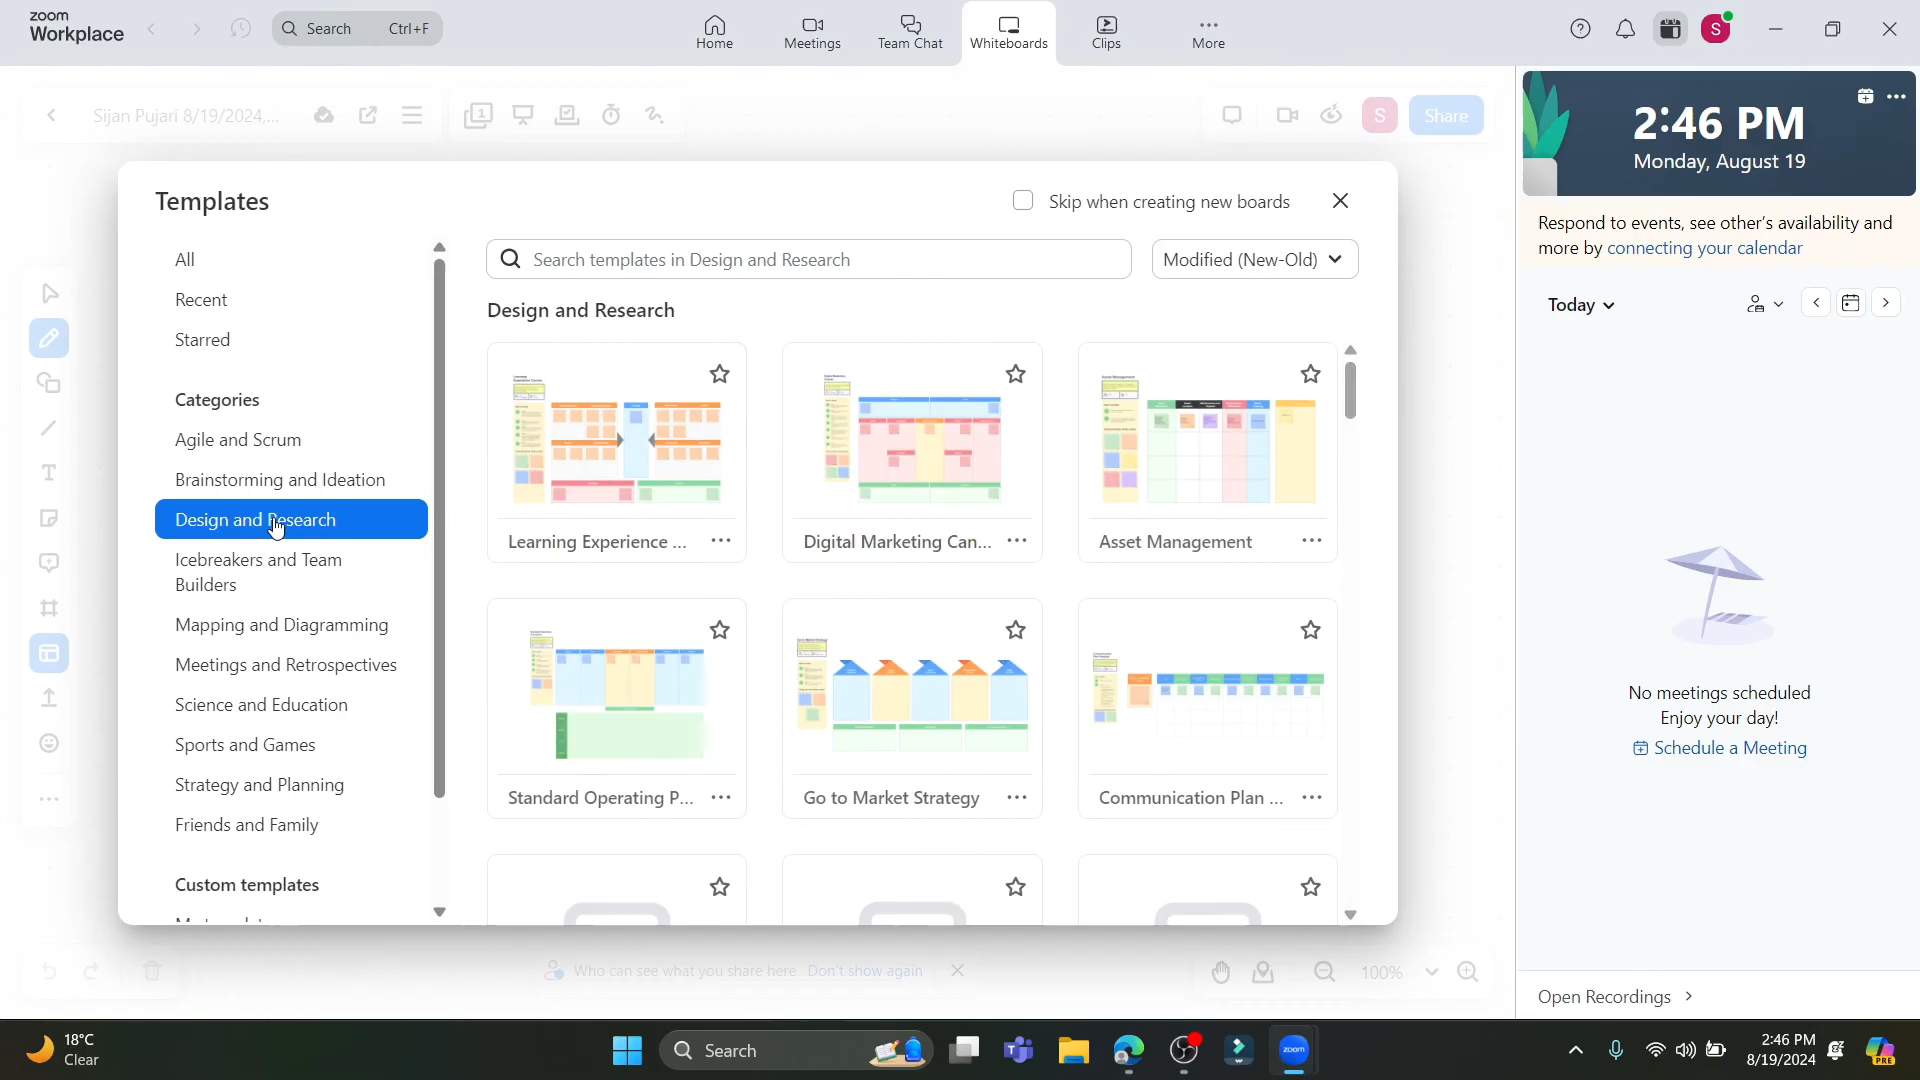 zoom
Workplace
Search Ctrl+F
Home
Meetings
Team Chat
Whiteboards
Clips
More
S
Sijan Pujari 8/19/2024,...
1
S
Share
2:46 PM
Monday, August 19
Respond to events, see other's availability and
more by connecting your calendar
Today
No meetings scheduled
Enjoy your day!
Schedule a Meeting
Open Recordings
Templates
Skip when creating new boards
All
Recent
Starred
Categories
Agile and Scrum
Brainstorming and Ideation
Design and Research
Icebreakers and Team
Builders
Mapping and Diagramming
Meetings and Retrospectives
Science and Education
Sports and Games
Strategy and Planning
Friends and Family
Custom templates
Search templates in Design and Research
Modified (New-Old)
Design and Research
Learning Experience ...
Digital Marketing Can...
Asset Management
Standard Operating P...
Go to Market Strategy
Communication Plan ...
Who can see what you share here Don't show again
100%
18°C
Clear
Search
zoom
2:46 PM
8/19/2024
PRE